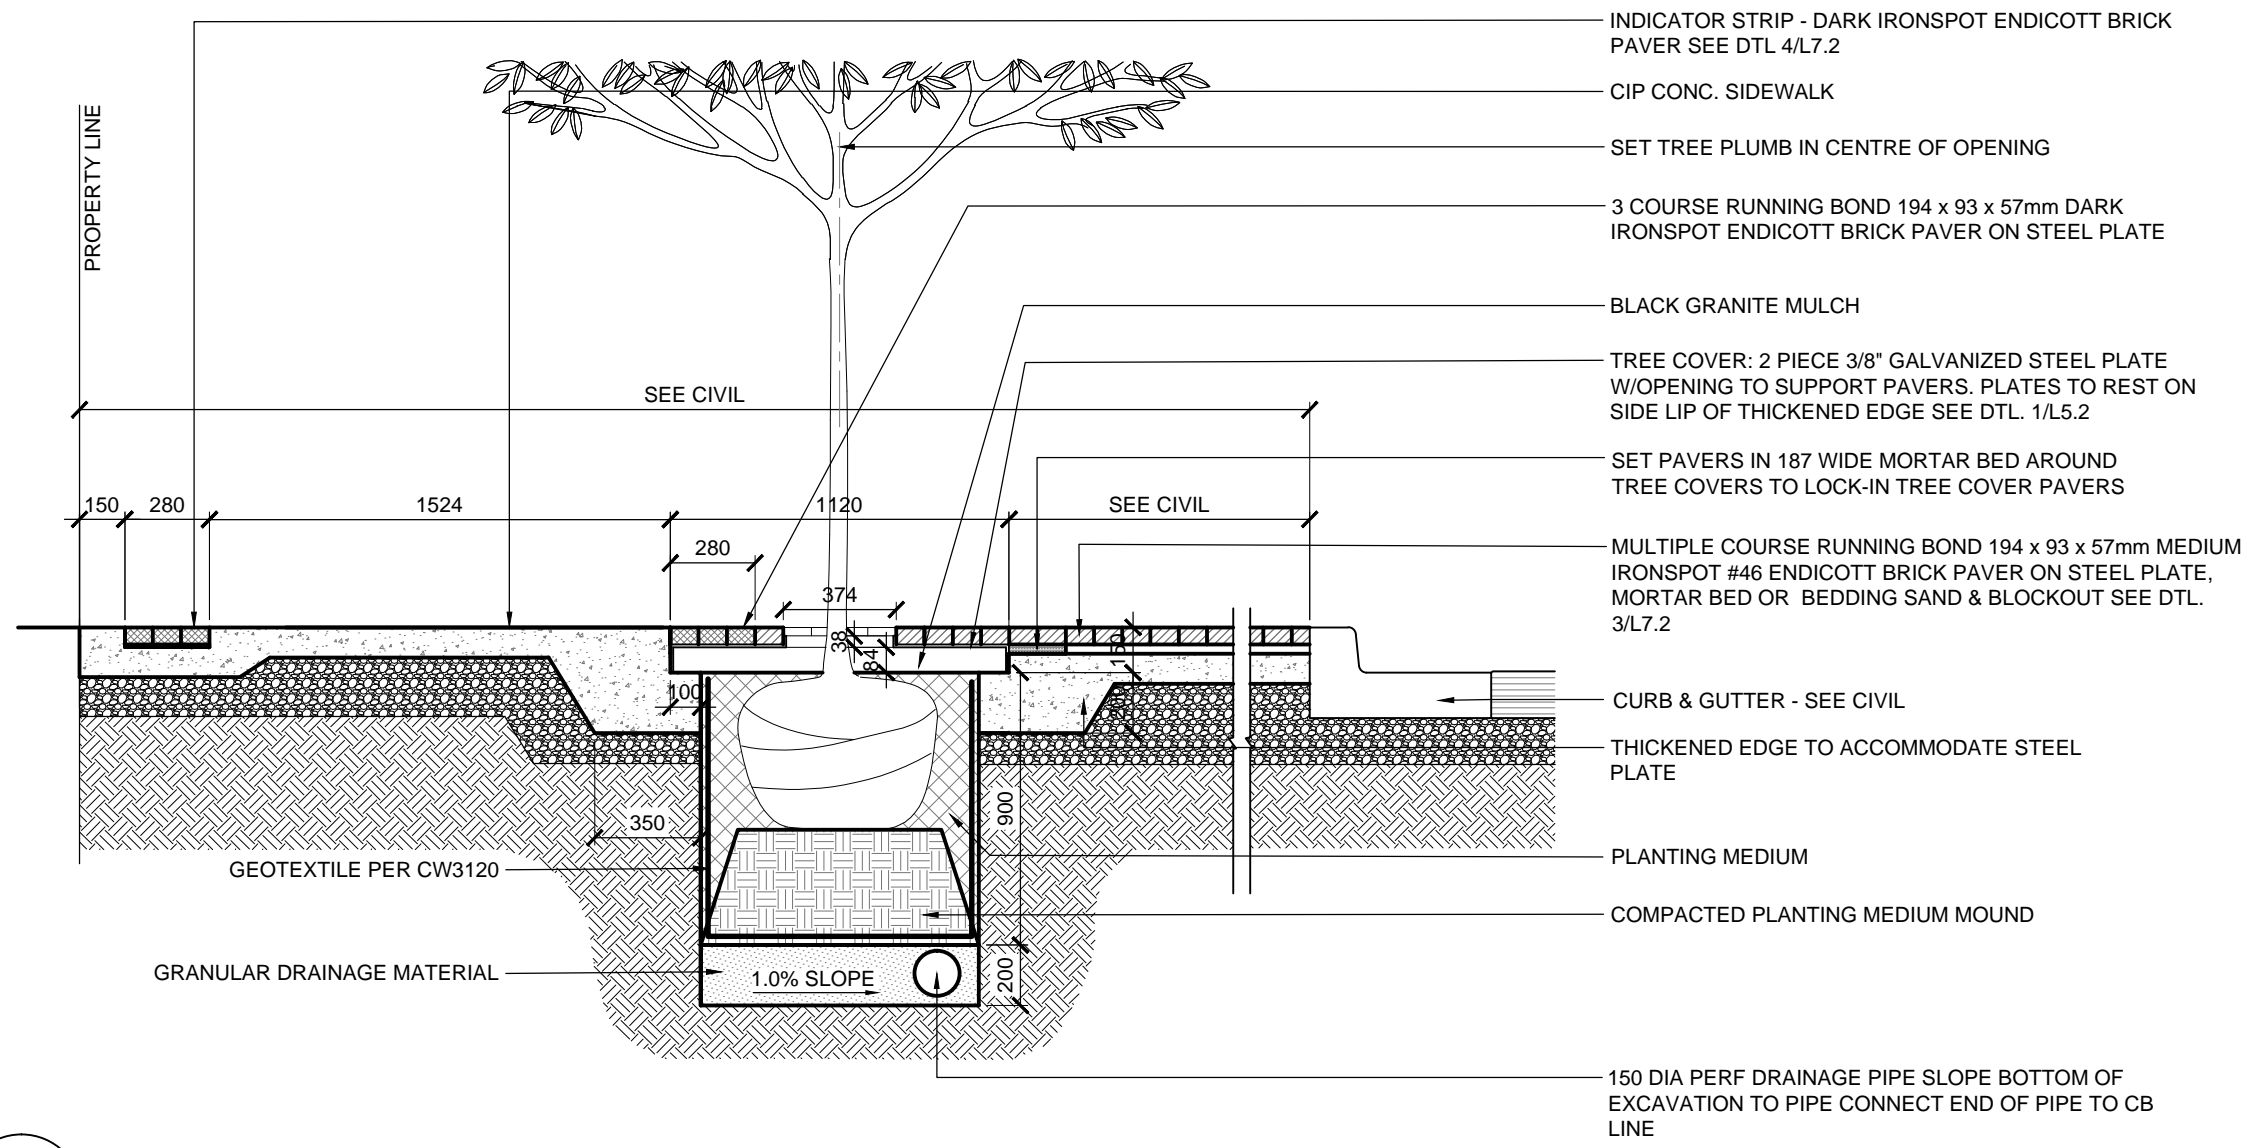 INDICATOR STRIP - DARK IRONSPOT ENDICOTT BRICK
PAVER SEE DTL 4/L7.2
CIP CONC. SIDEWALK
SET TREE PLUMB IN CENTRE OF OPENING
3 COURSE RUNNING BOND 194 x 93 x 57mm DARK
IRONSPOT ENDICOTT BRICK PAVER ON STEEL PLATE
BLACK GRANITE MULCH
TREE COVER: 2 PIECE 3/8" GALVANIZED STEEL PLATE
W/OPENING TO SUPPORT PAVERS. PLATES TO REST ON
SIDE LIP OF THICKENED EDGE SEE DTL. 1/L5.2
SET PAVERS IN 187 WIDE MORTAR BED AROUND
TREE COVERS TO LOCK-IN TREE COVER PAVERS
MULTIPLE COURSE RUNNING BOND 194 x 93 x 57mm MEDIUM
IRONSPOT #46 ENDICOTT BRICK PAVER ON STEEL PLATE,
MORTAR BED OR BEDDING SAND & BLOCKOUT SEE DTL.
3/L7.2
CURB & GUTTER - SEE CIVIL
THICKENED EDGE TO ACCOMMODATE STEEL
PLATE
PLANTING MEDIUM
COMPACTED PLANTING MEDIUM MOUND
150 DIA PERF DRAINAGE PIPE SLOPE BOTTOM OF
EXCAVATION TO PIPE CONNECT END OF PIPE TO CB
LINE
PROPERTY LINE
SEE CIVIL
150
280
1524
1120
SEE CIVIL
280
374
38
84
150
100
200
350
900
GEOTEXTILE PER CW3120
GRANULAR DRAINAGE MATERIAL
1.0% SLOPE
200